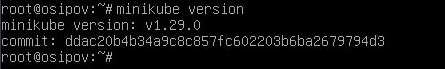 root@osipov:~# minikube version
minikube version: v1.29.0
commit: ddac20b4b34a9c8c857fc602203b6ba2679794d3
root@osipov:~#